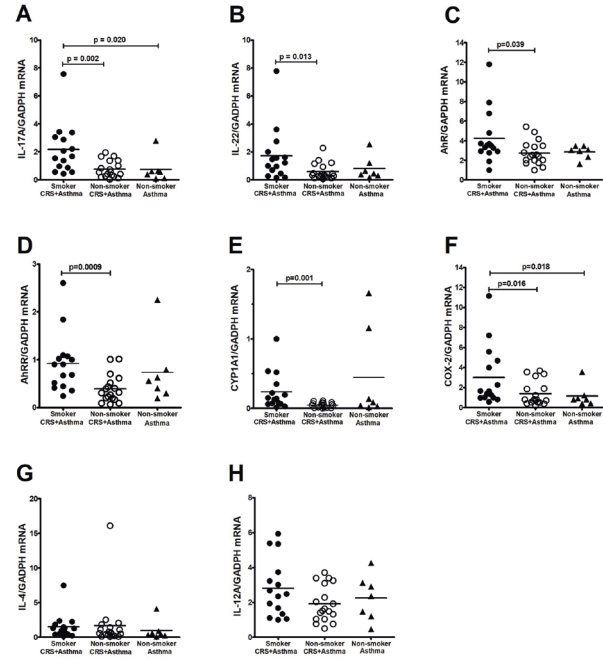 A
p = 0.020
p = 0.002
IL-17A/GADPH mRNA
10
8
6
4
2
0
Smoker
CRS+Asthma
Non-smoker
CRS+Asthma
Non-smoker
Asthma
B
p = 0.013
IL-22/GADPH mRNA
10
8
6
4
2
0
Smoker
CRS+Asthma
Non-smoker
CRS+Asthma
Non-smoker
Asthma
C
p=0.039
AhR/GAPDH mRNA
14
12
10
8
6
4
2
0
Smoker
CRS+Asthma
Non-smoker
CRS+Asthma
Non-smoker
Asthma
D
p=0.0009
AhRR/GADPH mRNA
3
2
1
0
Smoker
CRS+Asthma
Non-smoker
CRS+Asthma
Non-smoker
Asthma
E
p=0.001
CYP1A1/GADPH mRNA
2
1
0
Smoker
CRS+Asthma
Non-smoker
CRS+Asthma
Non-smoker
Asthma
F
p=0.018
p=0.016
COX-2/GADPH mRNA
14
12
10
8
6
4
2
0
Smoker
CRS+Asthma
Non-smoker
CRS+Asthma
Non-smoker
Asthma
G
IL-4/GADPH mRNA
20
15
10
5
0
Smoker
CRS+Asthma
Non-smoker
CRS+Asthma
Non-smoker
Asthma
H
IL-12A/GADPH mRNA
8
6
4
2
0
Smoker
CRS+Asthma
Non-smoker
CRS+Asthma
Non-smoker
Asthma